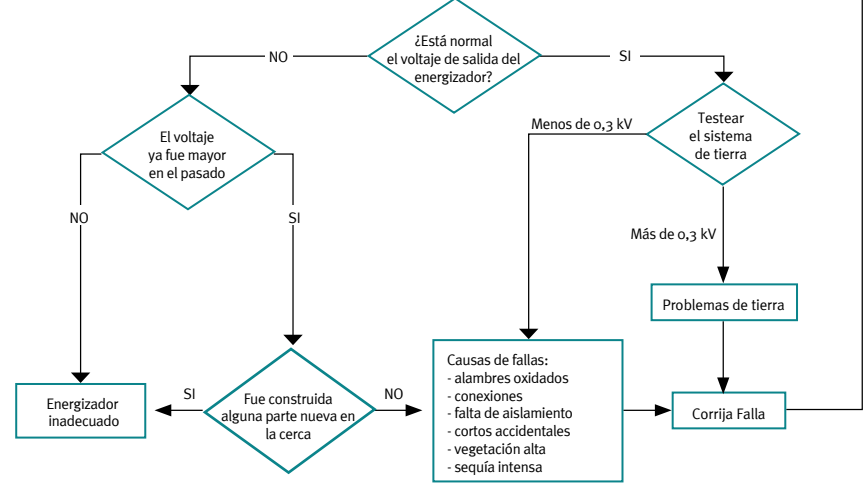 ¿Está normal
el voltaje de salida del
energizador?
NO
SI
El voltaje
ya fue mayor
en el pasado
Menos de 0,3 kV
Testear
el sistema
de tierra
NO
SI
Más de 0,3 kV
Problemas de tierra
Energizador
inadecuado
SI
Fue construida
alguna parte nueva en
la cerca
NO
Causas de fallas:
- alambres oxidados
- conexiones
- falta de aislamiento
- cortos accidentales
- vegetación alta
- sequía intensa
Corrija Falla